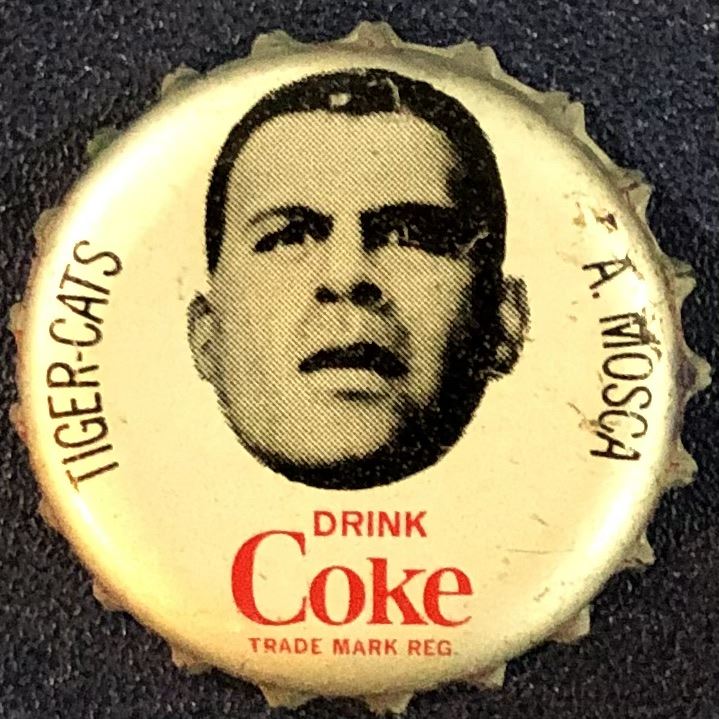 TIGER-CATS
A. MOSCA
DRINK
Coke
TRADE MARK REG.